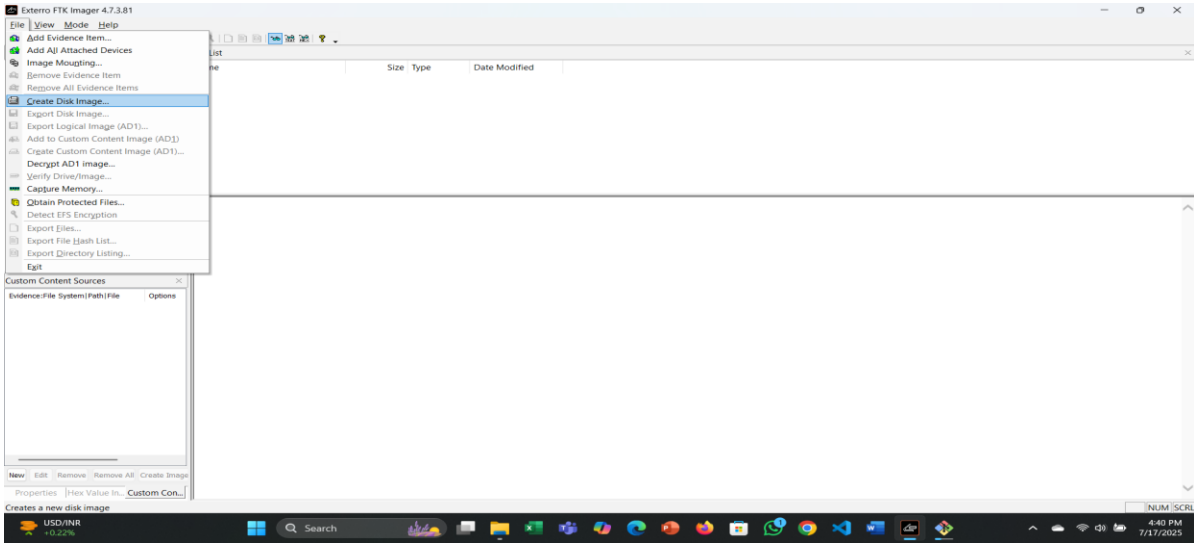 Exterro FTK Imager 4.7.3.81
File View Mode Help
Add Evidence Item...
Add All Attached Devices
Image Mounting...
Remove Evidence Item
Remove All Evidence Items
Create Disk Image...
Export Disk Image...
Export Logical Image (AD1)...
Add to Custom Content Image (AD1)
Create Custom Content Image (AD1)...
Decrypt AD1 image...
Verify Drive/Image...
Capture Memory...
Obtain Protected Files...
Detect EFS Encryption
Export Files...
Export File Hash List...
Export Directory Listing...
Exit
List
me Size Type Date Modified
Custom Content Sources
Evidence:File System|Path|File Options
New Edit Remove Remove All Create Image
Properties Hex Value In... Custom Con...
Creates a new disk image
NUM SCRL
USD/INR
+0.22%
Search
4:40 PM
7/17/2025